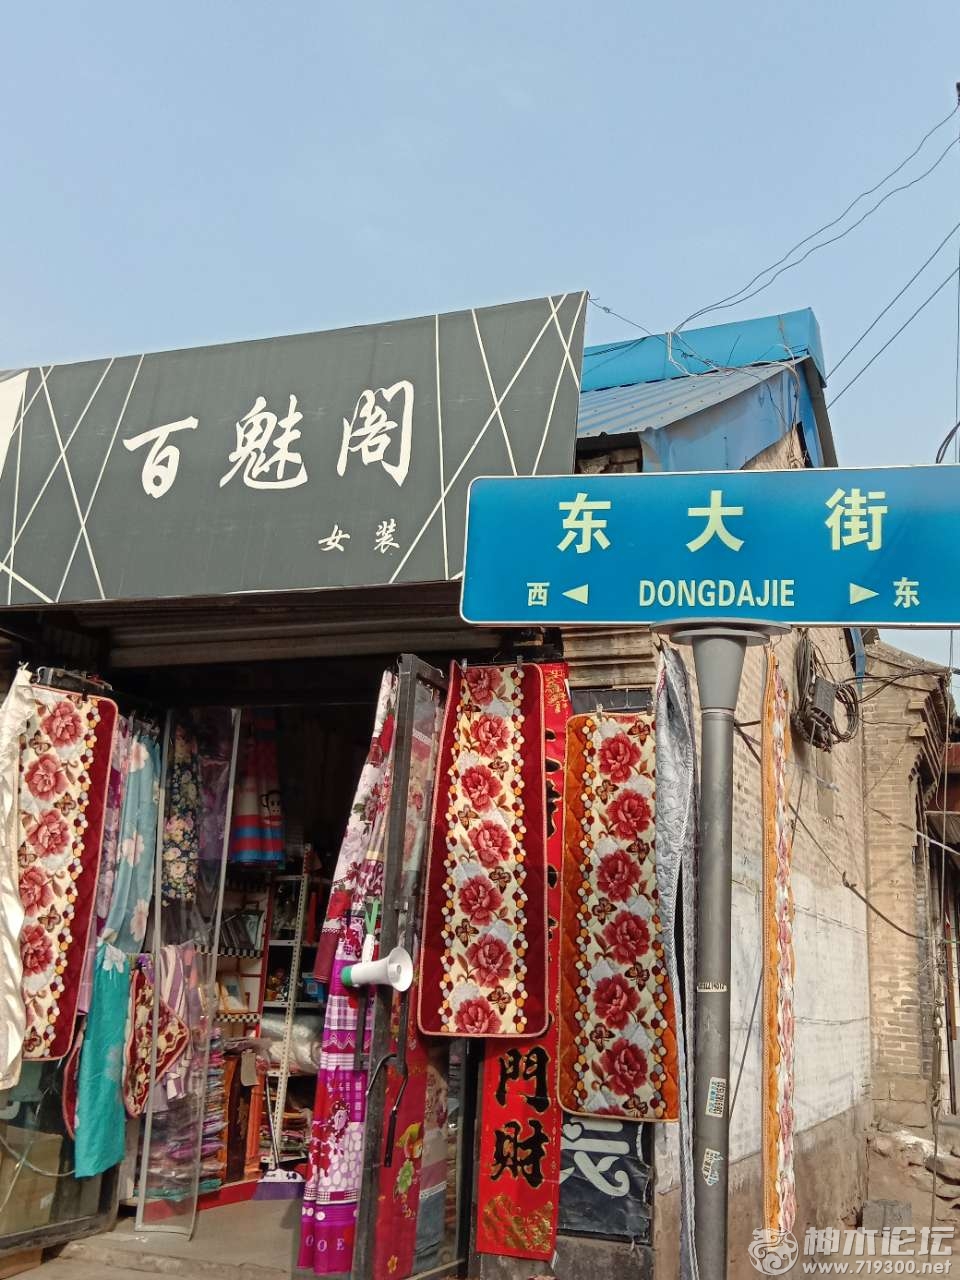 百魅阁
女装
东大街
西 ◀ DONGDAJIE ▶ 东
門
財
OOE
神木论坛
www.719300.net